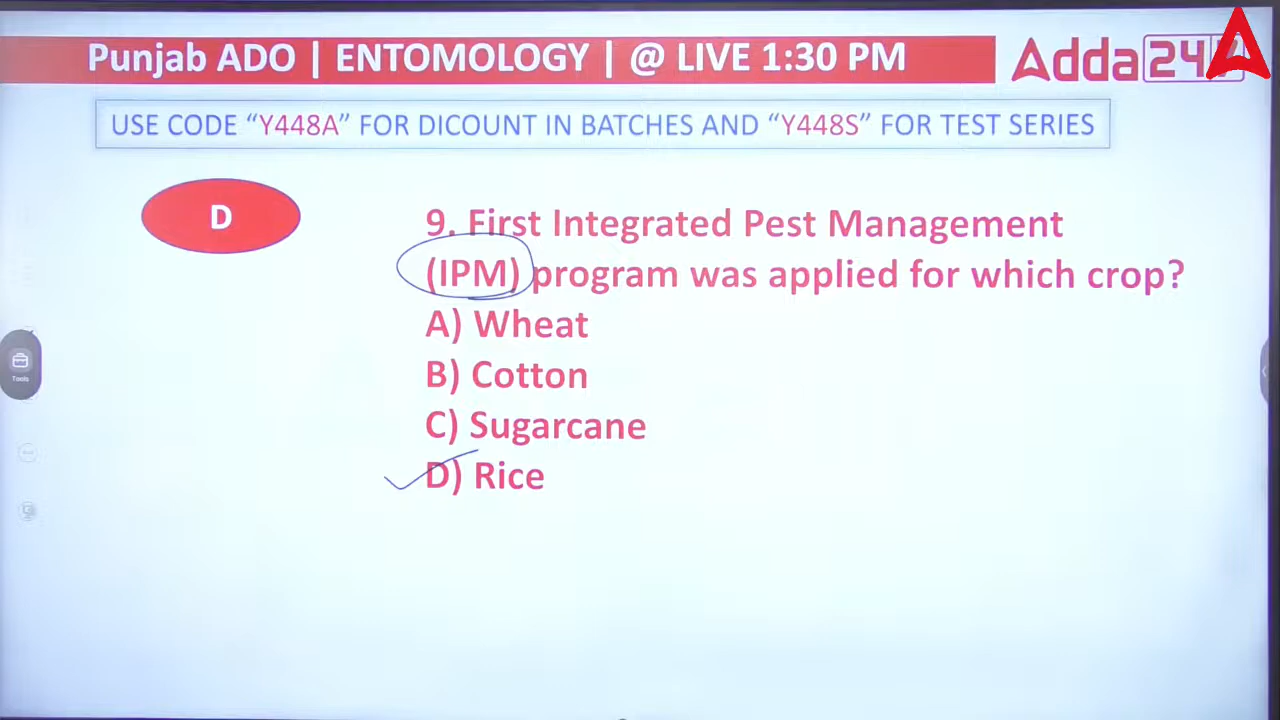 Punjab ADO | ENTOMOLOGY | @ LIVE 1:30 PM
Adda247
USE CODE “Y448A” FOR DICOUNT IN BATCHES AND “Y448S” FOR TEST SERIES
D
9. First Integrated Pest Management
(IPM) program was applied for which crop?
A) Wheat
B) Cotton
C) Sugarcane
D) Rice
Tools